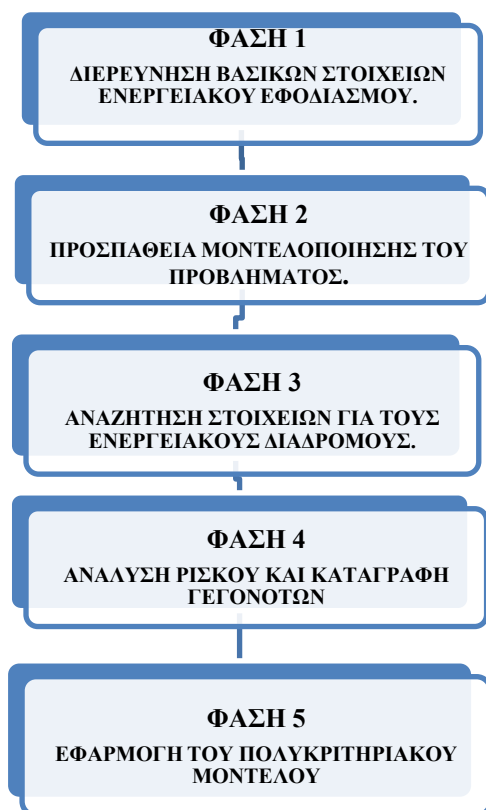 ΦΑΣΗ 1
ΔΙΕΡΕΥΝΗΣΗ ΒΑΣΙΚΩΝ ΣΤΟΙΧΕΙΩΝ
ΕΝΕΡΓΕΙΑΚΟΥ ΕΦΟΔΙΑΣΜΟΥ.
ΦΑΣΗ 2
ΠΡΟΣΠΑΘΕΙΑ ΜΟΝΤΕΛΟΠΟΙΗΣΗΣ ΤΟΥ
ΠΡΟΒΛΗΜΑΤΟΣ.
ΦΑΣΗ 3
ΑΝΑΖΗΤΗΣΗ ΣΤΟΙΧΕΙΩΝ ΓΙΑ ΤΟΥΣ
ΕΝΕΡΓΕΙΑΚΟΥΣ ΔΙΑΔΡΟΜΟΥΣ.
ΦΑΣΗ 4
ΑΝΑΛΥΣΗ ΡΙΣΚΟΥ ΚΑΙ ΚΑΤΑΓΡΑΦΗ
ΓΕΓΟΝΟΤΩΝ
ΦΑΣΗ 5
ΕΦΑΡΜΟΓΗ ΤΟΥ ΠΟΛΥΚΡΙΤΗΡΙΑΚΟΥ
ΜΟΝΤΕΛΟΥ